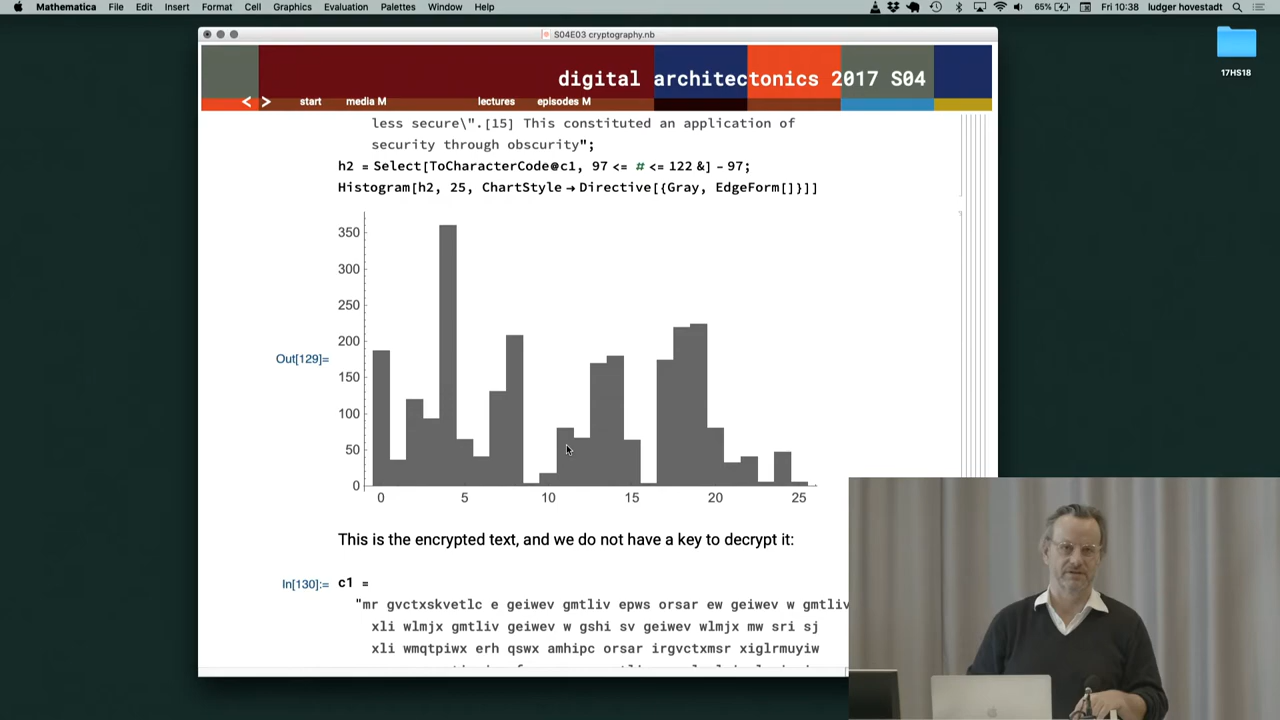 Mathematica File Edit Insert Format Cell Graphics Evaluation Palettes Window Help 65% Fri 10:38 ludger hovestadt
17HS18
S04E03 cryptography.nb
digital architectonics 2017 S04
< > start media M lectures episodes M
less secure\".[15] This constituted an application of
security through obscurity";
h2 = Select[ToCharacterCode@c1, 97 <= # <= 122 &] - 97;
Histogram[h2, 25, ChartStyle → Directive[{Gray, EdgeForm[]}]]
Out[129]=
350
300
250
200
150
100
50
0
0 5 10 15 20 25
This is the encrypted text, and we do not have a key to decrypt it:
In[130]:= c1 =
"mr gvctxskvetlc e geiwev gmtliv epws orsar ew geiwev w gmtliv
xli wlmjx gmtliv geiwev w gshi sv geiwev wlmjx mw sri sj
xli wmqtpiwx erh qswx amhipc orsar irgvctxmsr xiglrmuyiw